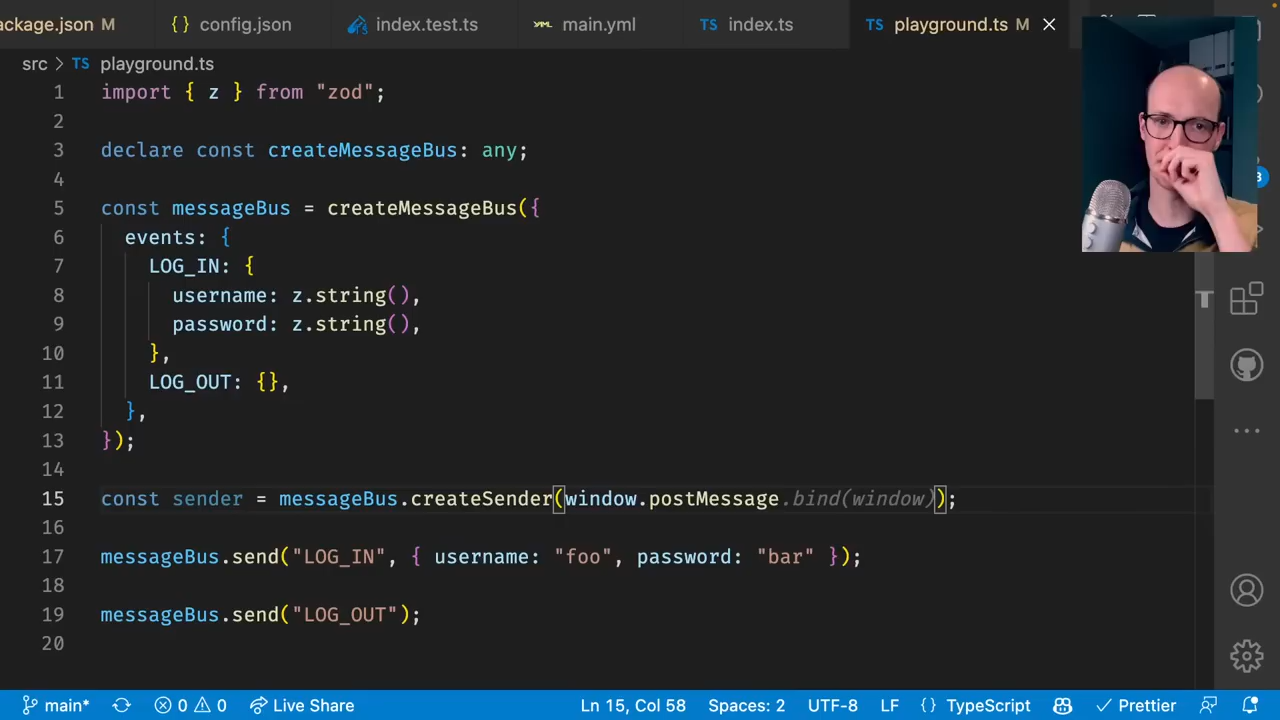 ackage.json M
{} config.json
index.test.ts
YML main.yml
TS index.ts
TS playground.ts M
src > TS playground.ts
1 import { z } from "zod";
2
3 declare const createMessageBus: any;
4
5 const messageBus = createMessageBus({
6 events: {
7 LOG_IN: {
8 username: z.string(),
9 password: z.string(),
10 },
11 LOG_OUT: {},
12 },
13 });
14
15 const sender = messageBus.createSender(window.postMessage.bind(window));
16
17 messageBus.send("LOG_IN", { username: "foo", password: "bar" });
18
19 messageBus.send("LOG_OUT");
20
main* 0 0 Live Share Ln 15, Col 58 Spaces: 2 UTF-8 LF {} TypeScript Prettier